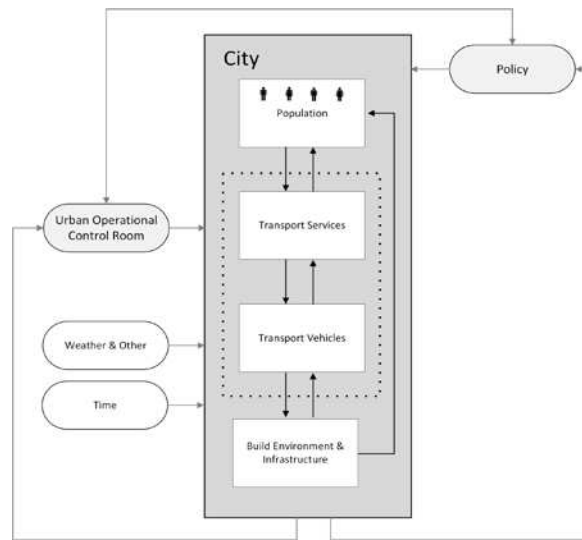 City
Policy
Population
Urban Operational
Control Room
Transport Services
Transport Vehicles
Weather & Other
Time
Build Environment &
Infrastructure